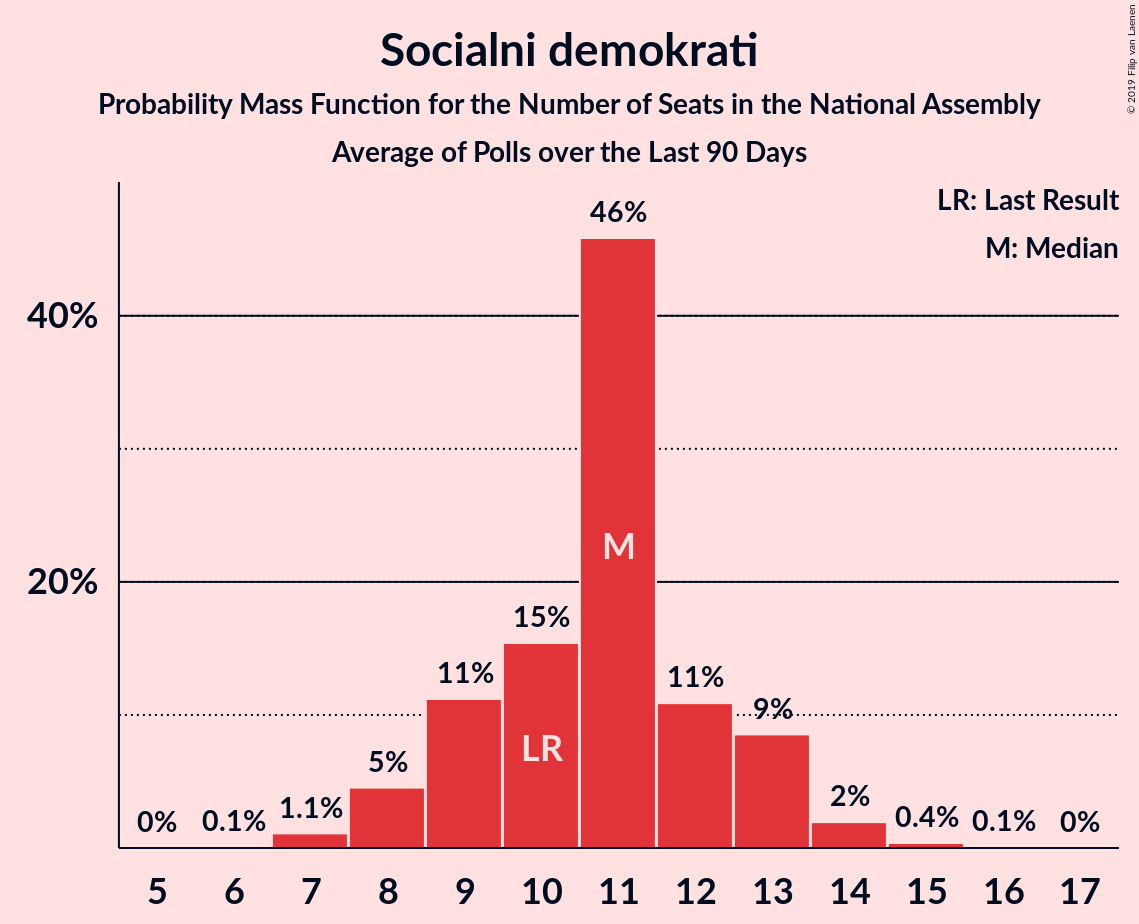 Socialni demokrati
Probability Mass Function for the Number of Seats in the National Assembly
Average of Polls over the Last 90 Days
© 2019 Filip van Laenen
LR: Last Result
M: Median
40%
20%
0%
0.1%
1.1%
5%
11%
15%
46%
11%
9%
2%
0.4%
0.1%
0%
LR
M
5 6 7 8 9 10 11 12 13 14 15 16 17